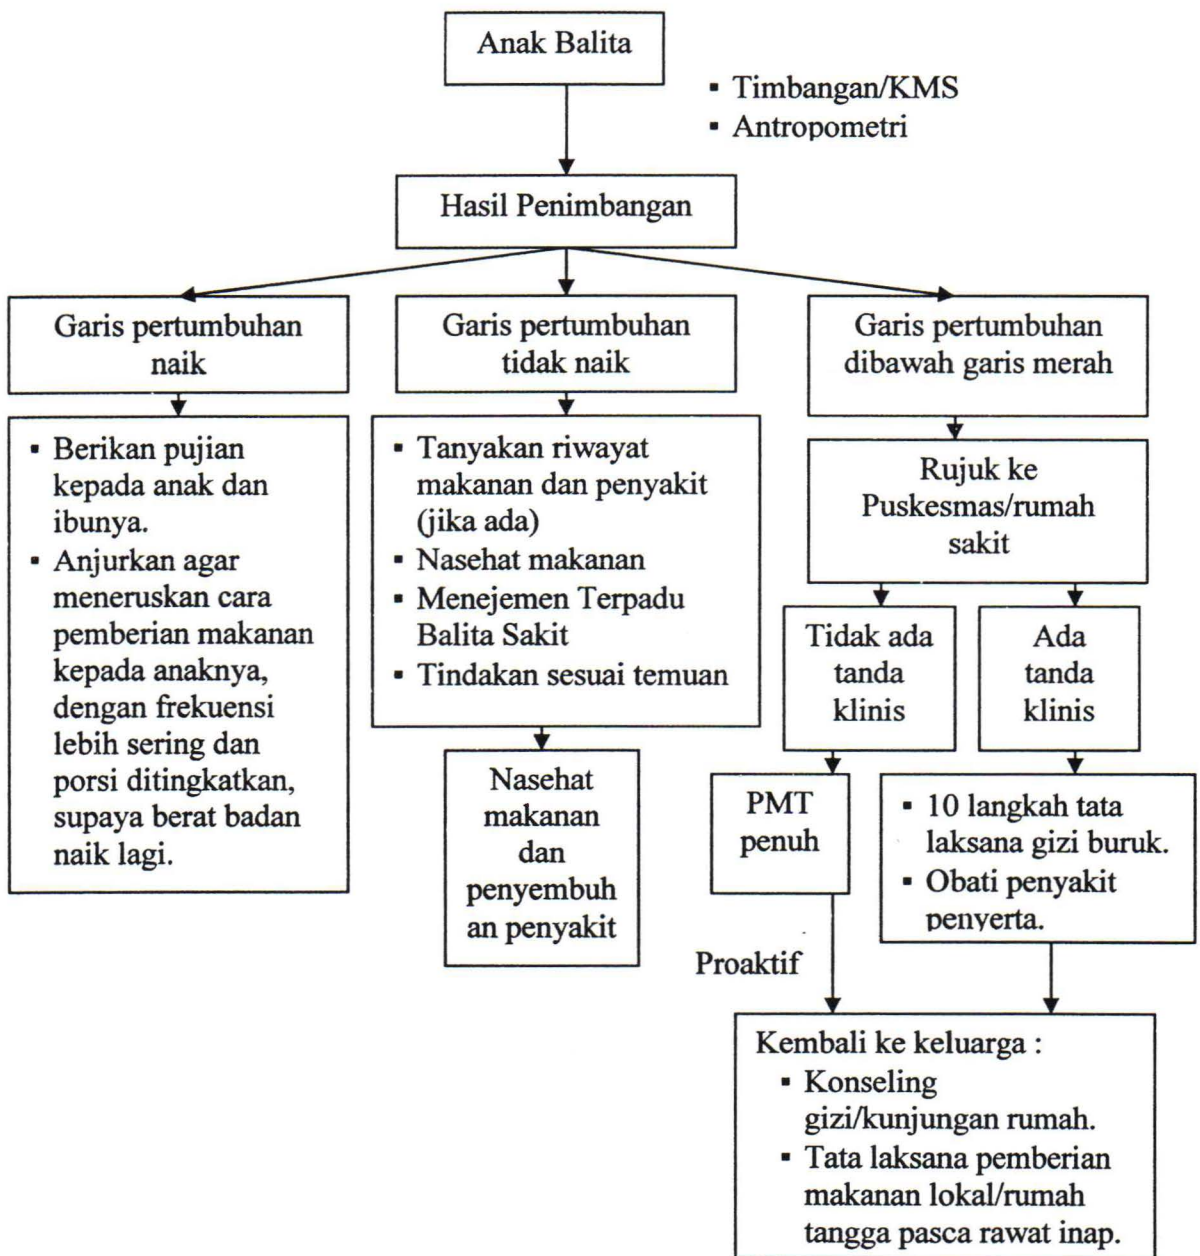 Anak Balita
▪ Timbangan/KMS
▪ Antropometri
Hasil Penimbangan
Garis pertumbuhan
naik
Garis pertumbuhan
tidak naik
Garis pertumbuhan
dibawah garis merah
▪ Berikan pujian
kepada anak dan
ibunya.
▪ Anjurkan agar
meneruskan cara
pemberian makanan
kepada anaknya,
dengan frekuensi
lebih sering dan
porsi ditingkatkan,
supaya berat badan
naik lagi.
▪ Tanyakan riwayat
makanan dan penyakit
(jika ada)
▪ Nasehat makanan
▪ Menejemen Terpadu
Balita Sakit
▪ Tindakan sesuai temuan
Nasehat
makanan
dan
penyembuh
an penyakit
Rujuk ke
Puskesmas/rumah
sakit
Tidak ada
tanda
klinis
Ada
tanda
klinis
PMT
penuh
▪ 10 langkah tata
laksana gizi buruk.
▪ Obati penyakit
penyerta.
Proaktif
Kembali ke keluarga :
▪ Konseling
gizi/kunjungan rumah.
▪ Tata laksana pemberian
makanan lokal/rumah
tangga pasca rawat inap.